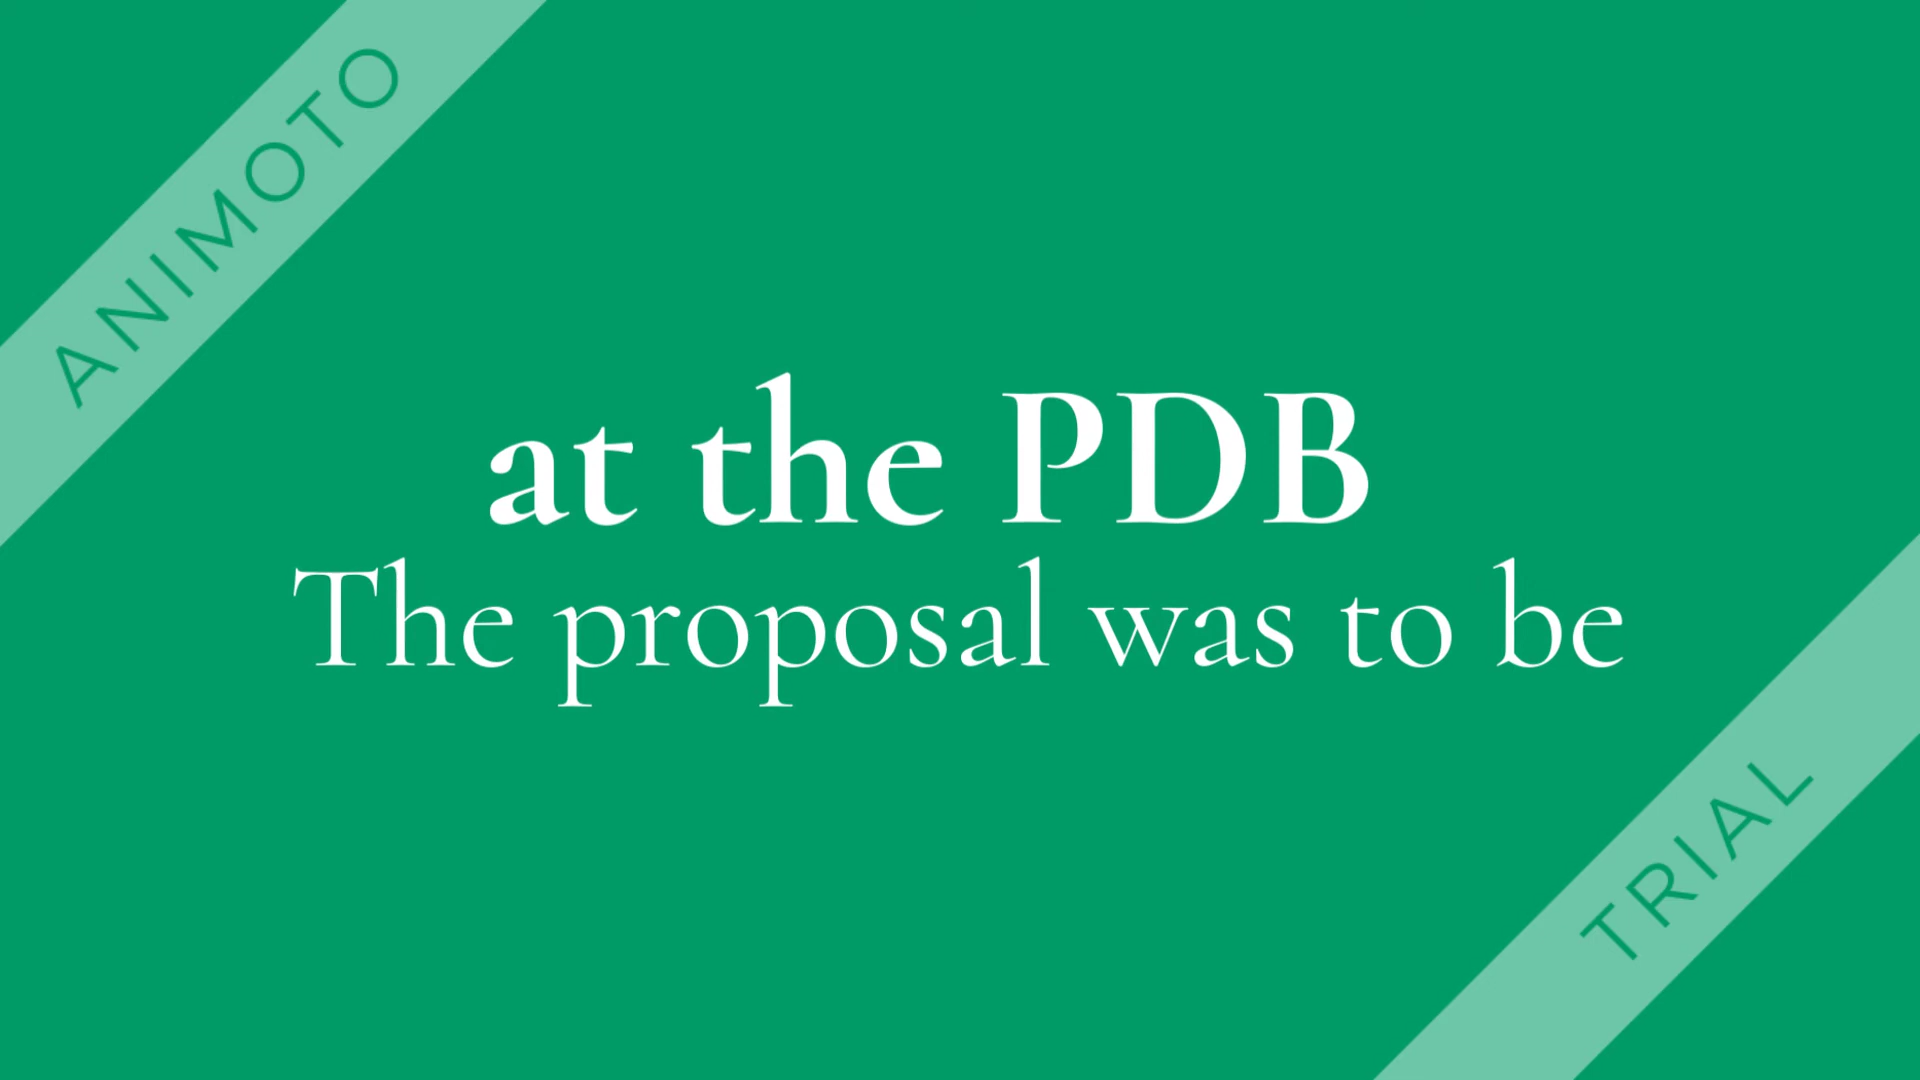 ANIMOTO
at the PDB
The proposal was to be
TRIAL